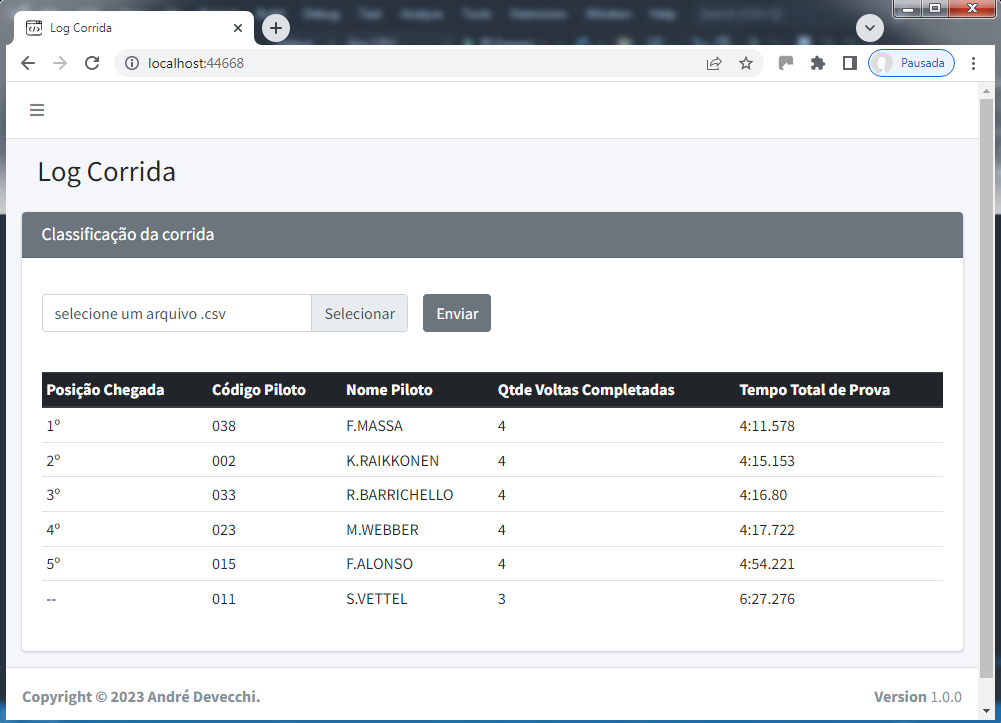 Log Corrida
localhost:44668
Pausada
Log Corrida
Classificação da corrida
selecione um arquivo .csv Selecionar Enviar
Posição Chegada Código Piloto Nome Piloto Qtde Voltas Completadas Tempo Total de Prova
1º 038 F.MASSA 4 4:11.578
2º 002 K.RAIKKONEN 4 4:15.153
3º 033 R.BARRICHELLO 4 4:16.80
4º 023 M.WEBBER 4 4:17.722
5º 015 F.ALONSO 4 4:54.221
-- 011 S.VETTEL 3 6:27.276
Copyright © 2023 André Devecchi. Version 1.0.0